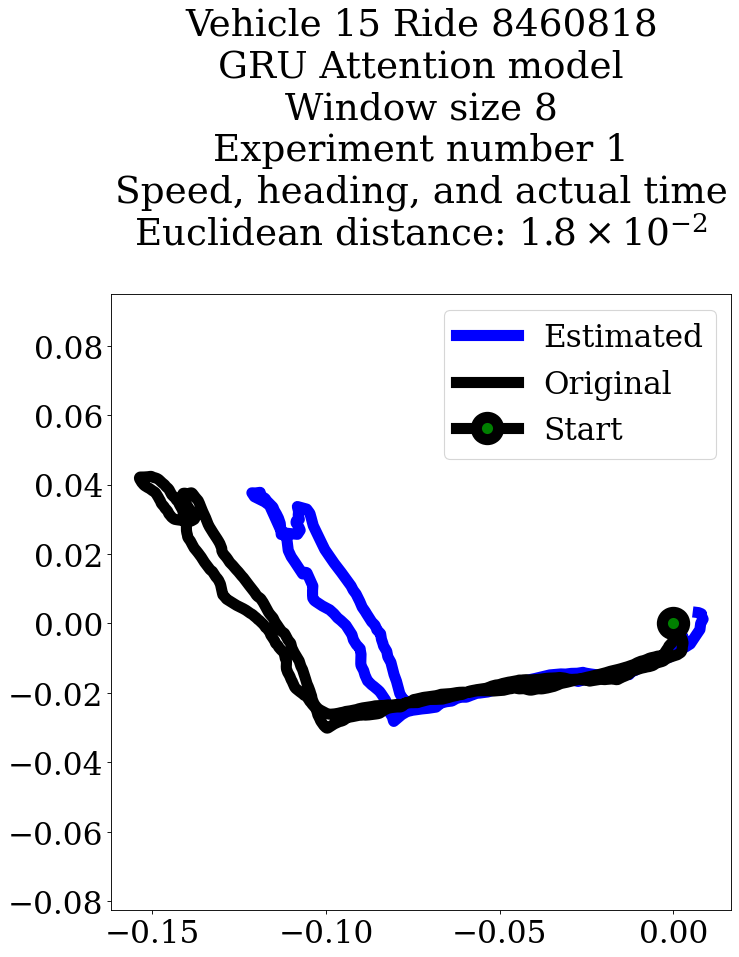 Vehicle 15 Ride 8460818
GRU Attention model
Window size 8
Experiment number 1
Speed, heading, and actual time
Euclidean distance: 1.8 × 10⁻²
Estimated
Original
Start
0.08
0.06
0.04
0.02
0.00
−0.02
−0.04
−0.06
−0.08
−0.15
−0.10
−0.05
0.00